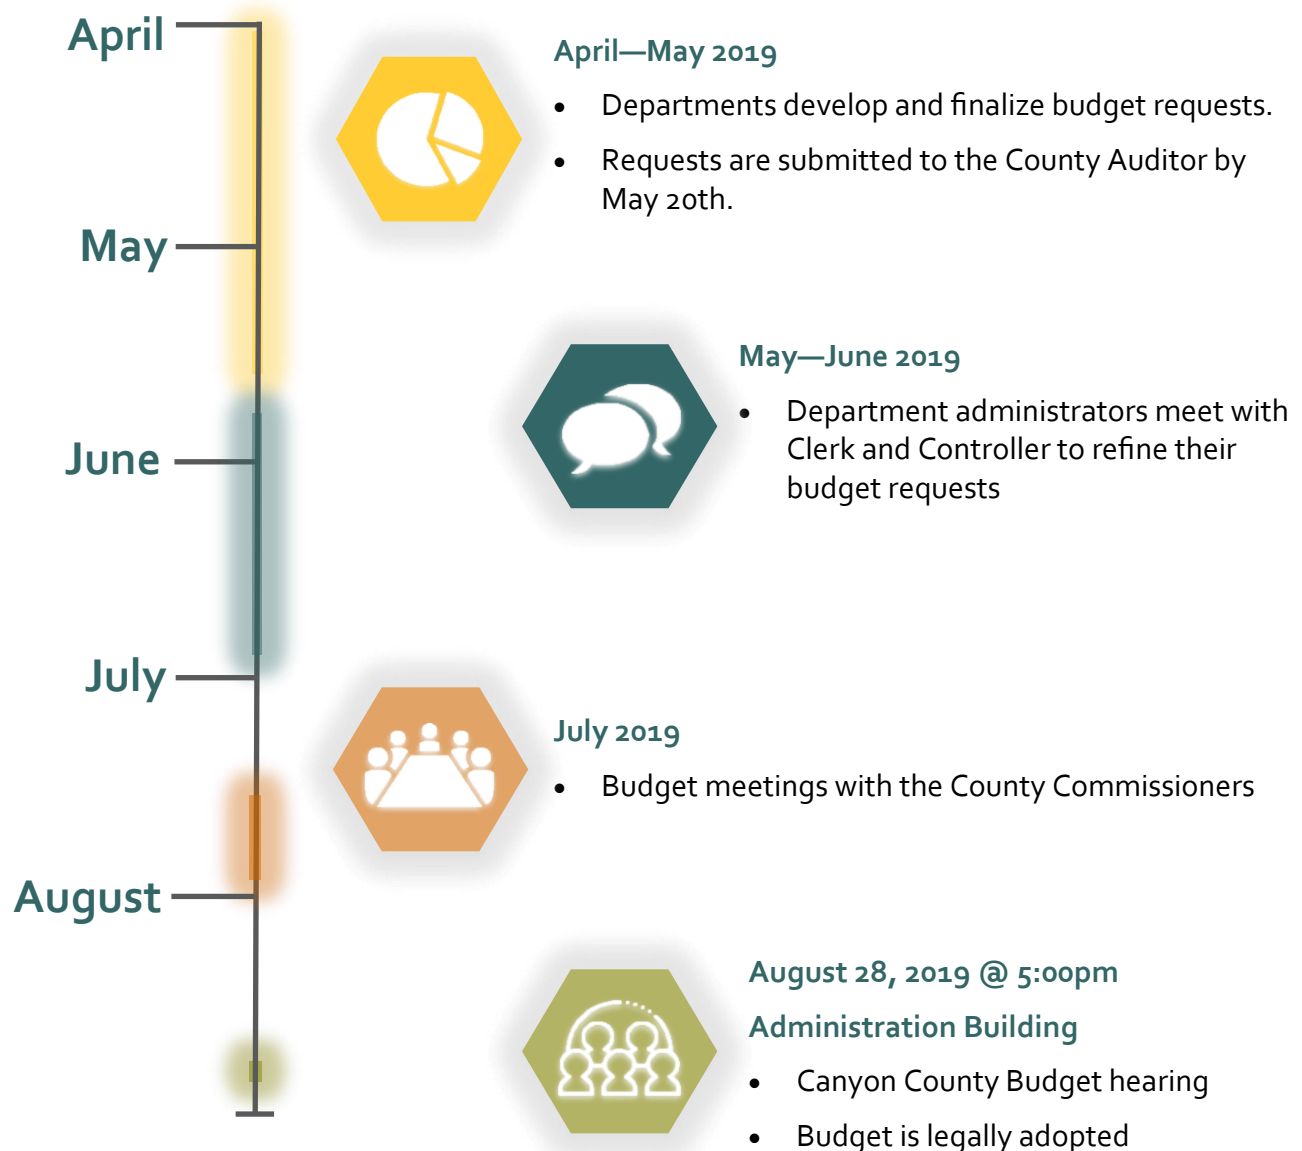 April
April—May 2019
• Departments develop and finalize budget requests.
• Requests are submitted to the County Auditor by
May 20th.
May
May—June 2019
• Department administrators meet with
Clerk and Controller to refine their
budget requests
June
July
July 2019
• Budget meetings with the County Commissioners
August
August 28, 2019 @ 5:00pm
Administration Building
• Canyon County Budget hearing
• Budget is legally adopted